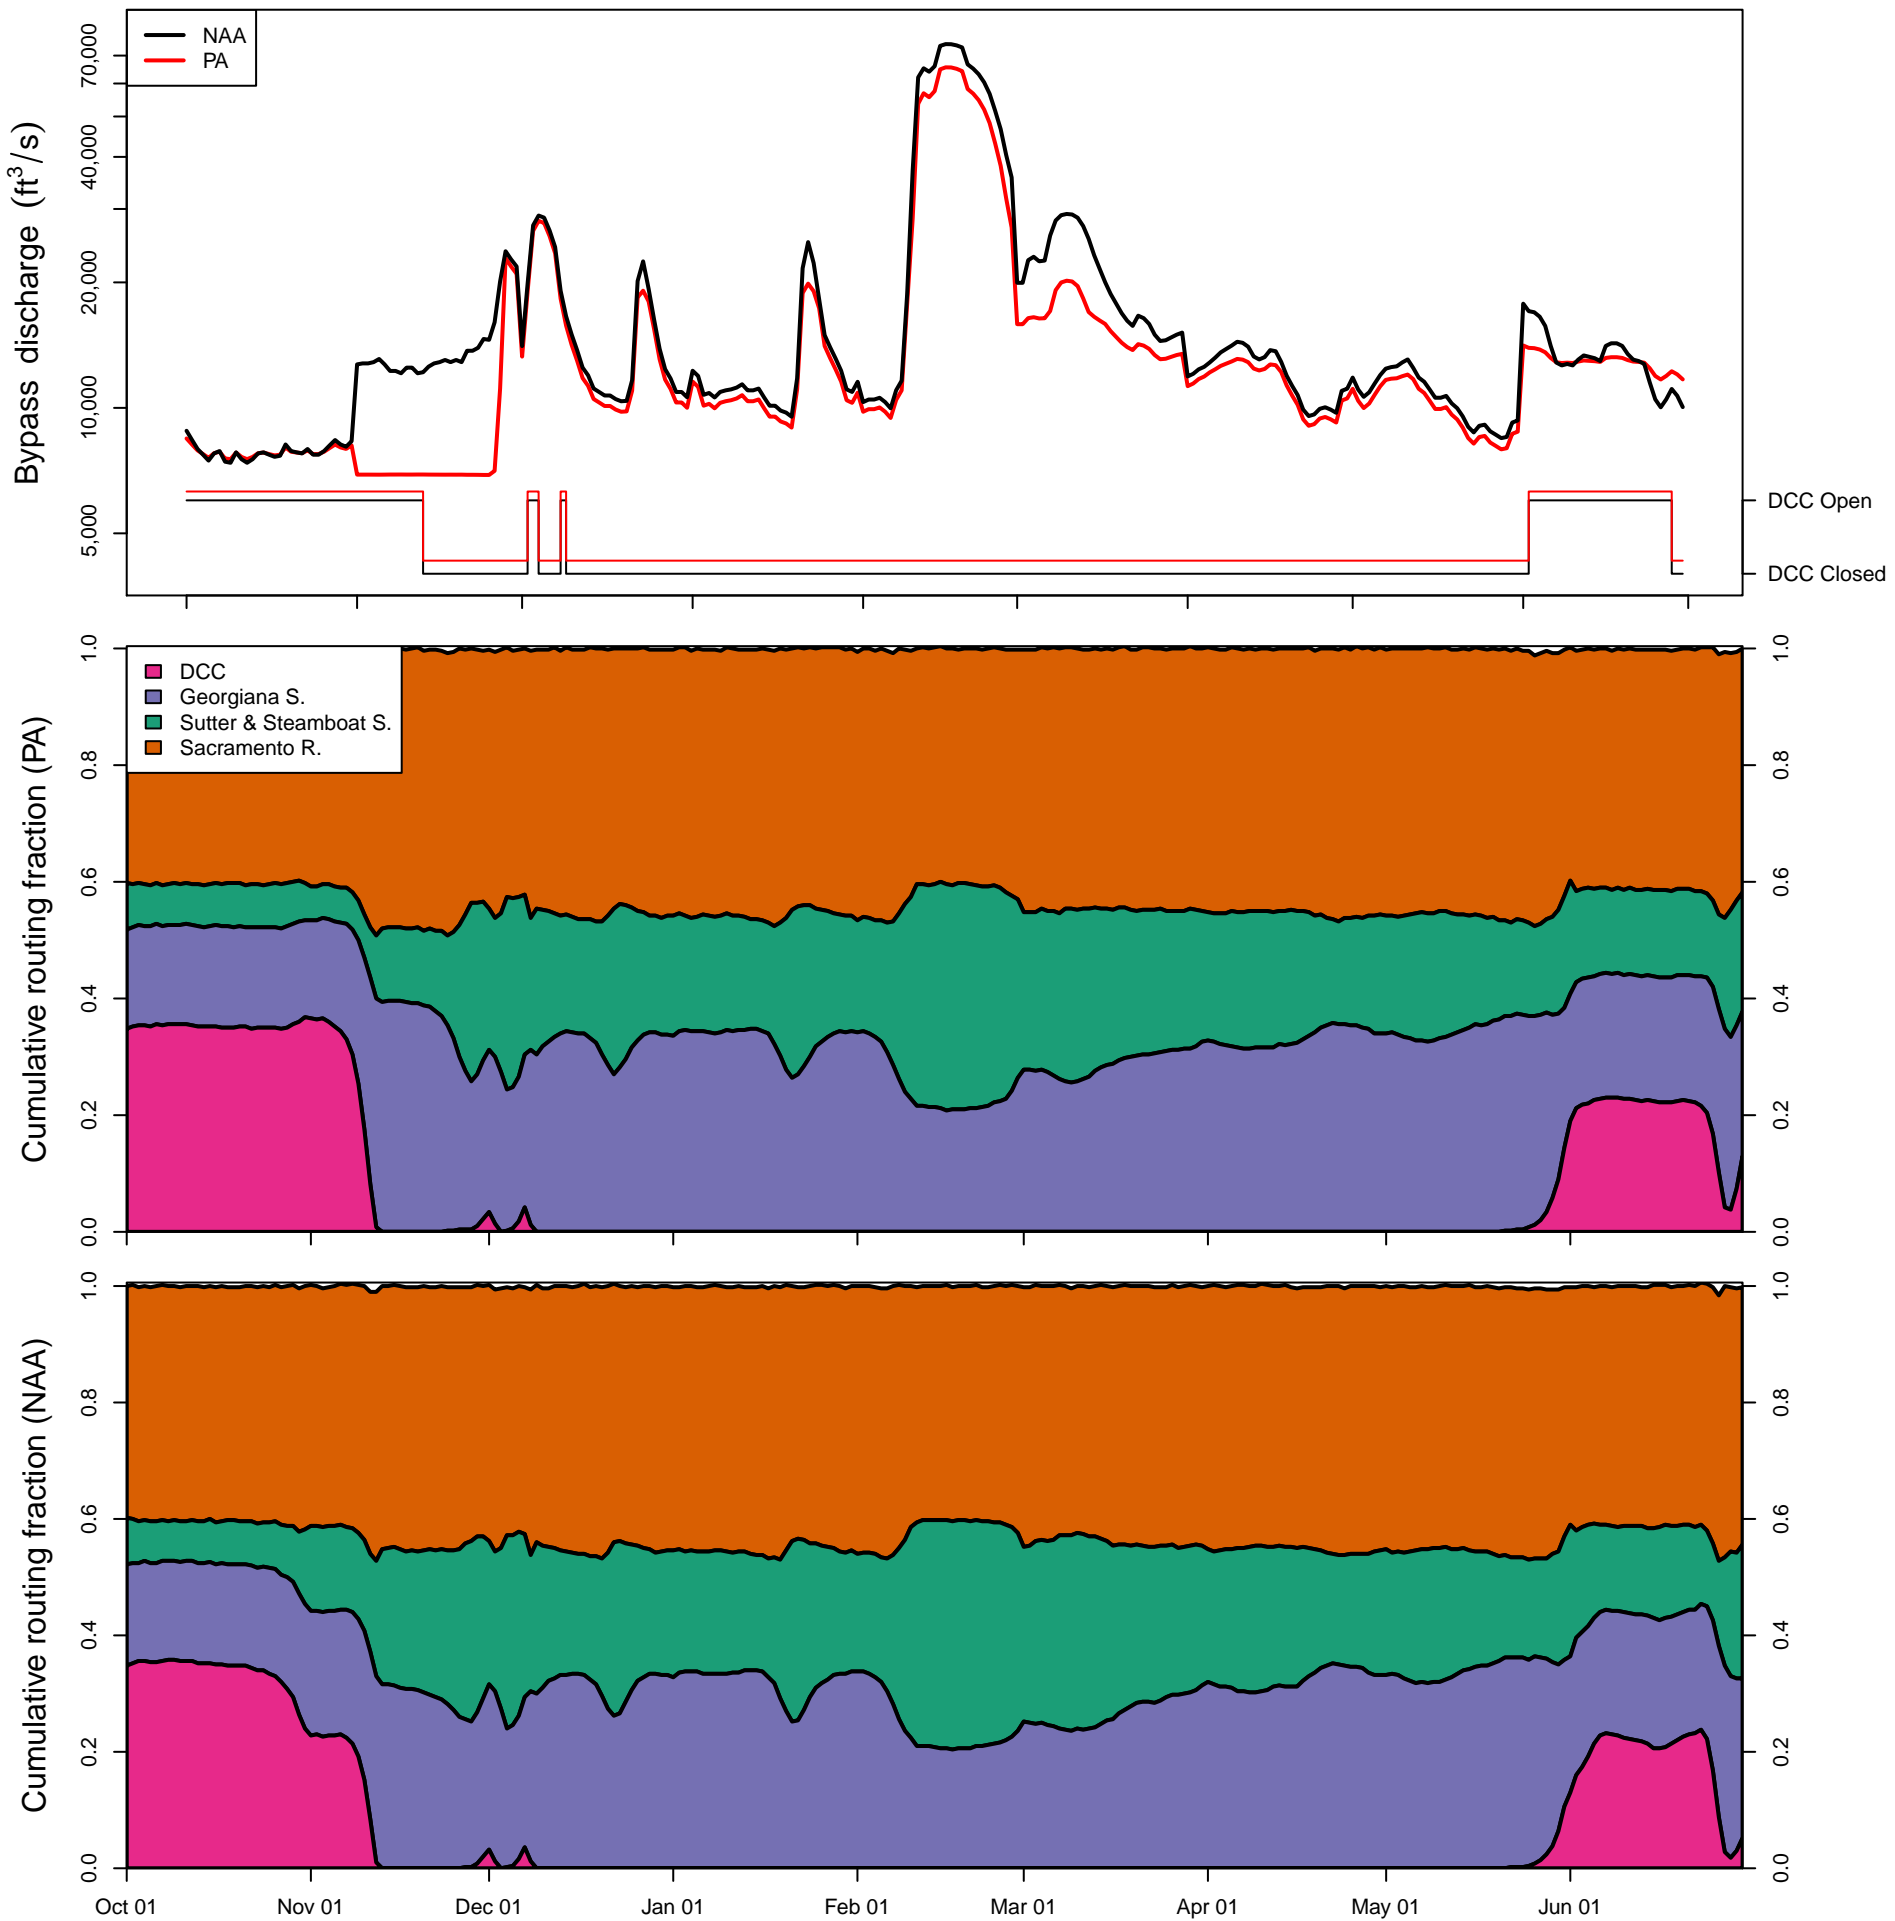 NAA
PA
Bypass discharge (ft³/s)
70,000
40,000
20,000
10,000
5,000
DCC Open
DCC Closed
DCC
Georgiana S.
Sutter & Steamboat S.
Sacramento R.
Cumulative routing fraction (PA)
1.0
0.8
0.6
0.4
0.2
0.0
1.0
0.8
0.6
0.4
0.2
0.0
Cumulative routing fraction (NAA)
1.0
0.8
0.6
0.4
0.2
0.0
1.0
0.8
0.6
0.4
0.2
0.0
Oct 01 Nov 01 Dec 01 Jan 01 Feb 01 Mar 01 Apr 01 May 01 Jun 01